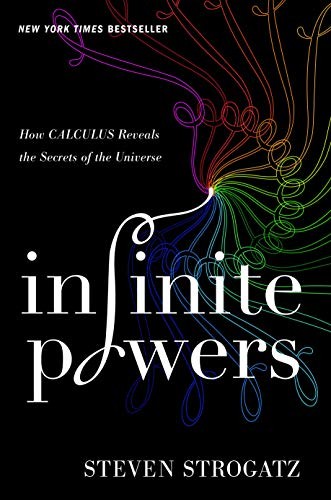 NEW YORK TIMES BESTSELLER
How CALCULUS Reveals
the Secrets of the Universe
infinite
powers
STEVEN STROGATZ